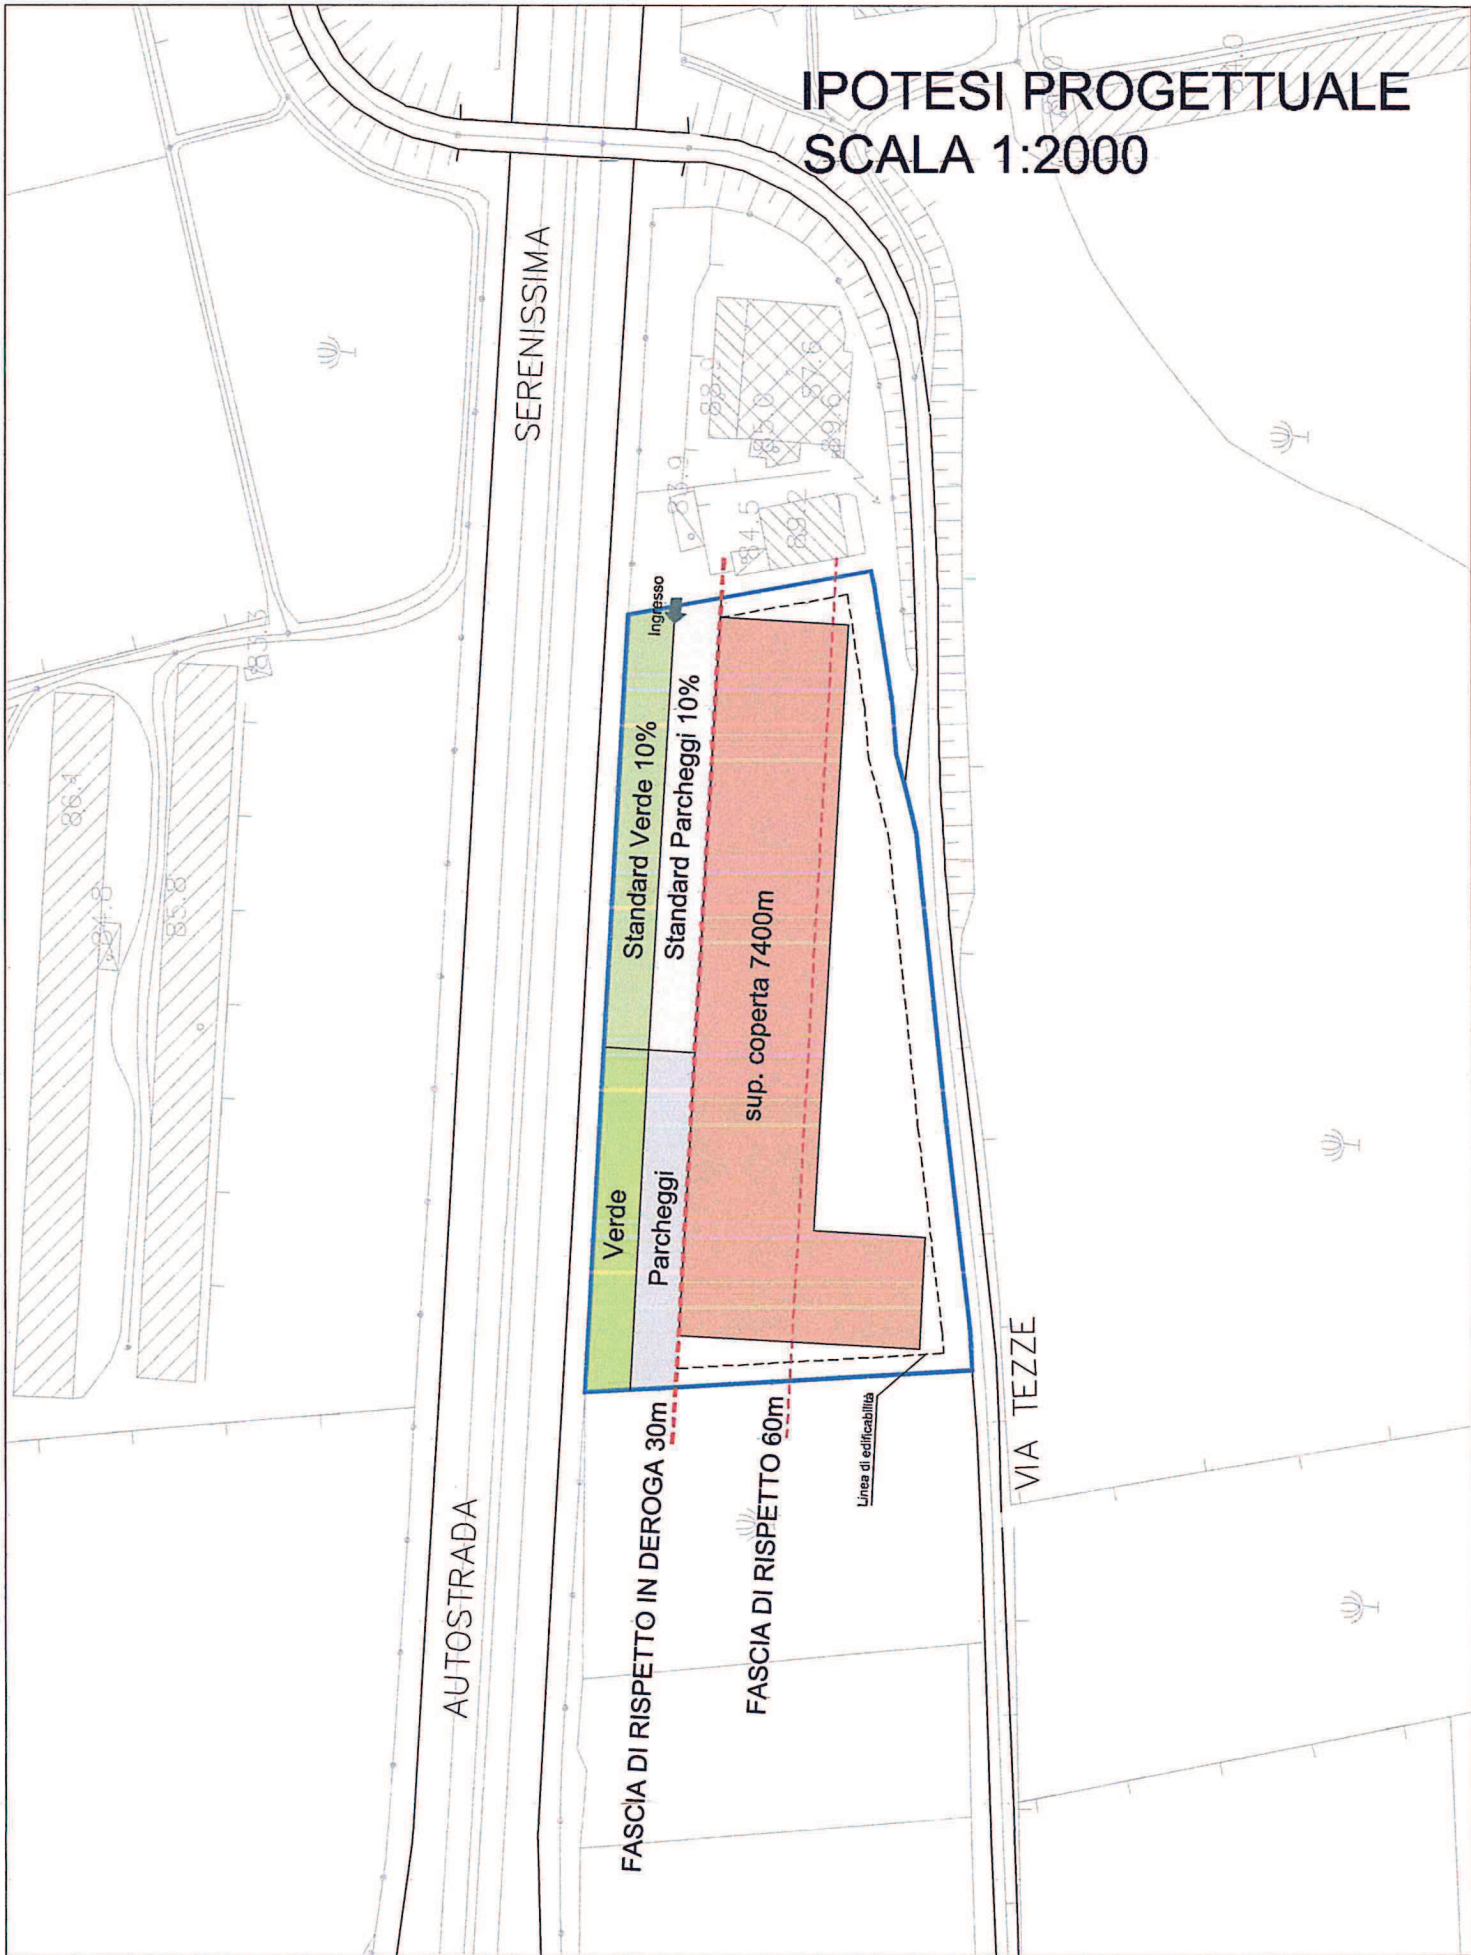 IPOTESI PROGETTUALE
SCALA 1:2000
SERENISSIMA
AUTOSTRADA
88.0
85.0
87.6
89.6
83.9
84.5
89.2
83.3
86.1
84.8
85.8
Ingresso
Standard Verde 10%
Standard Parcheggi 10%
Verde
Parcheggi
sup. coperta 7400m
FASCIA DI RISPETTO IN DEROGA 30m
FASCIA DI RISPETTO 60m
Linea di edificabilità
VIA TEZZE